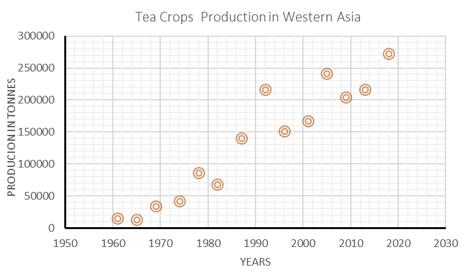 Tea Crops Production in Western Asia
300000
250000
200000
150000
100000
50000
0
1950 1960 1970 1980 1990 2000 2010 2020 2030
PRODUCION IN TONNES
YEARS